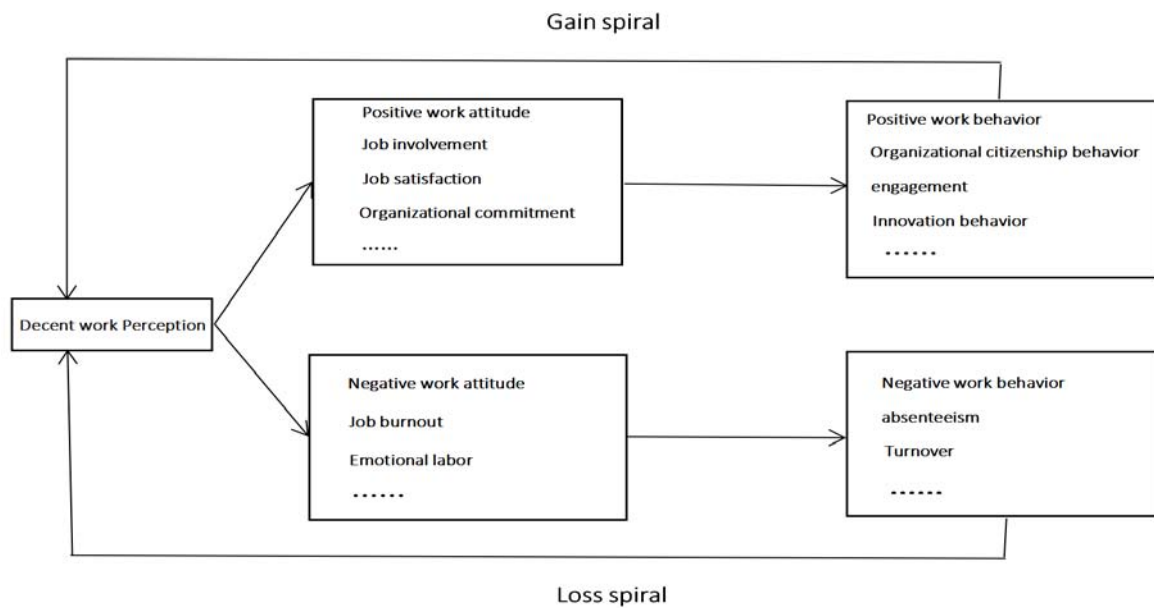 Gain spiral
Positive work attitude
Job involvement
Job satisfaction
Organizational commitment
......
Positive work behavior
Organizational citizenship behavior
engagement
Innovation behavior
......
Decent work Perception
Negative work attitude
Job burnout
Emotional labor
......
Negative work behavior
absenteeism
Turnover
......
Loss spiral